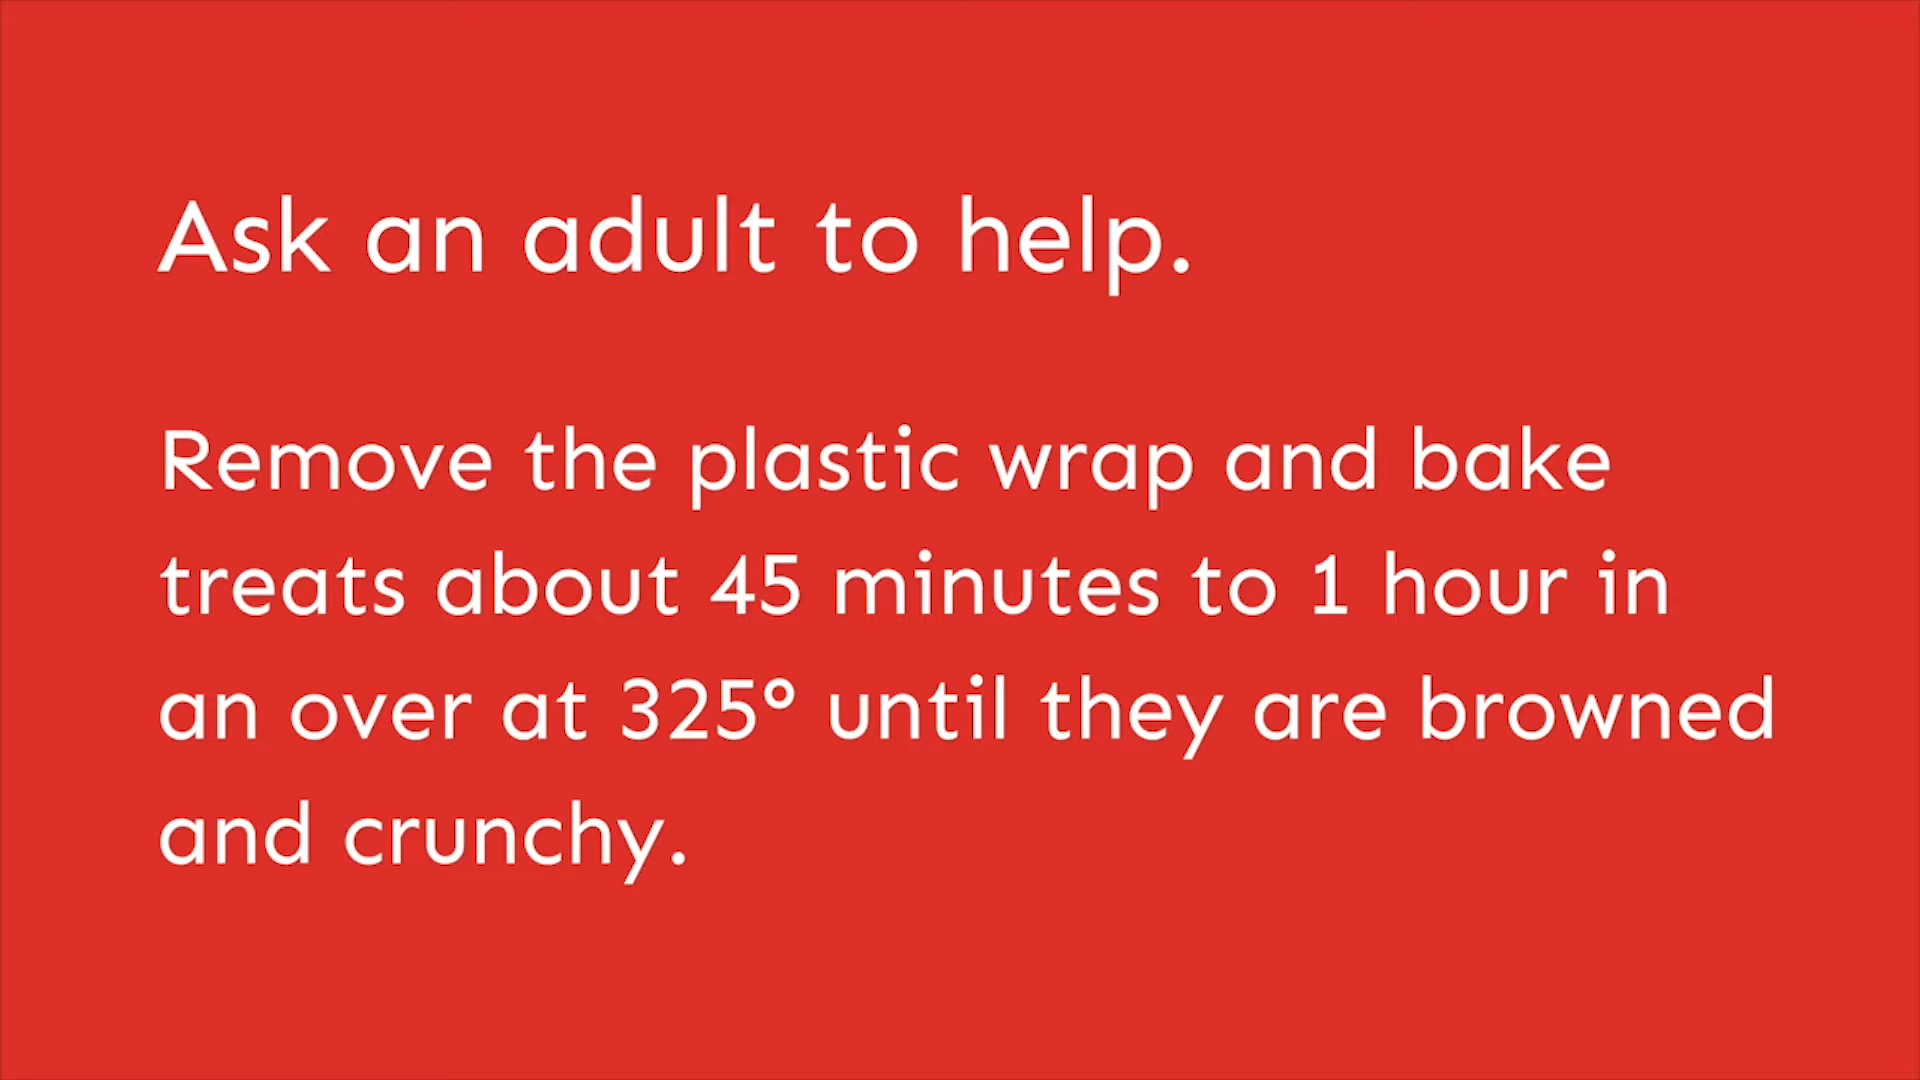 Ask an adult to help.
Remove the plastic wrap and bake
treats about 45 minutes to 1 hour in
an over at 325° until they are browned
and crunchy.